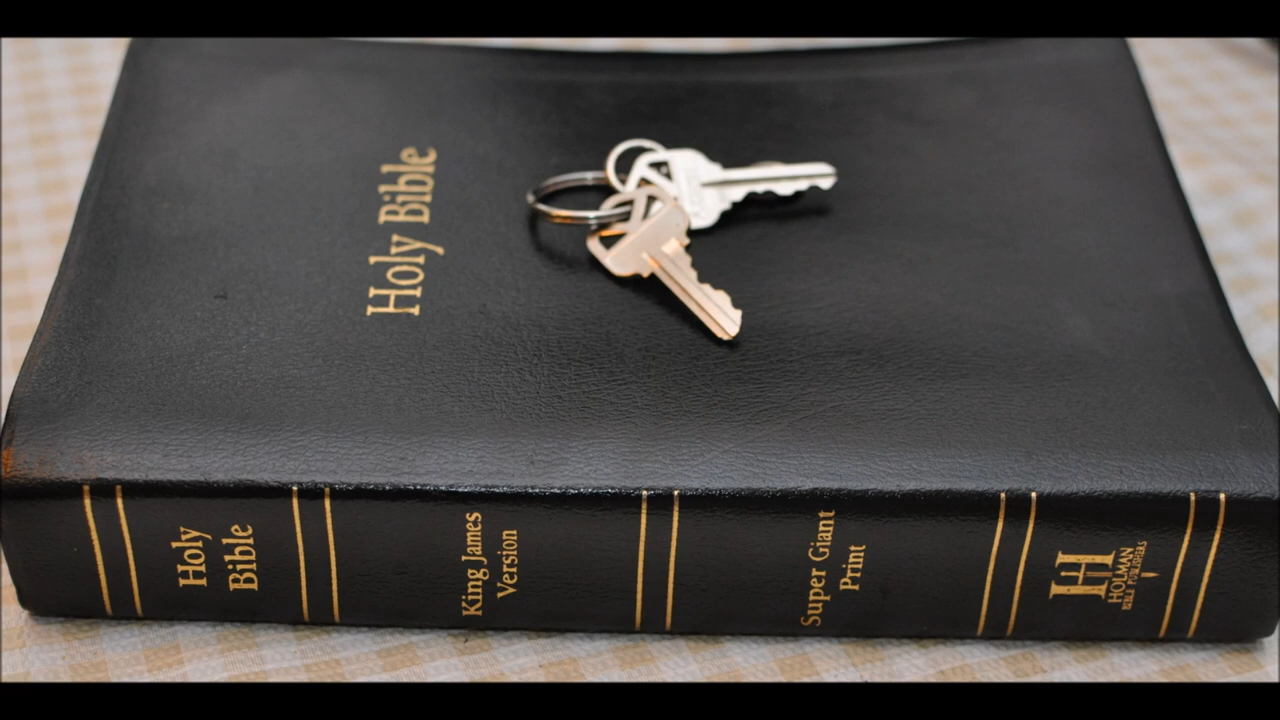 Holy Bible
Holy
Bible
King James
Version
Super Giant
Print
HOLMAN
BIBLE PUBLISHERS